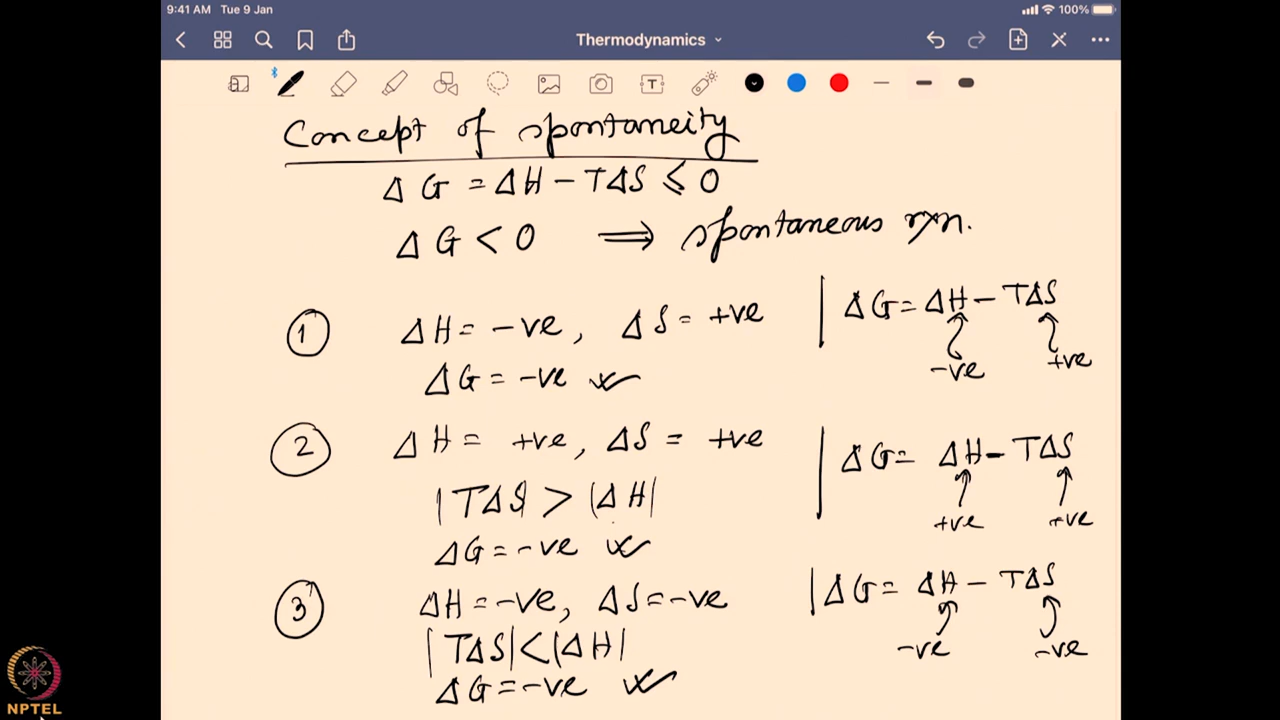 9:41 AM Tue 9 Jan
100%
Thermodynamics
T
Concept of spontaneity
ΔG = ΔH - TΔS ≤ 0
ΔG < 0 ⟹ spontaneous rxn.
① ΔH = -ve, ΔS = +ve
ΔG = -ve ✓
| ΔG = ΔH - TΔS
-ve +ve
② ΔH = +ve, ΔS = +ve
|TΔS| > |ΔH|
ΔG = -ve ✓
| ΔG = ΔH - TΔS
+ve +ve
③ ΔH = -ve, ΔS = -ve
|TΔS| < |ΔH|
ΔG = -ve ✓
| ΔG = ΔH - TΔS
-ve -ve
NPTEL